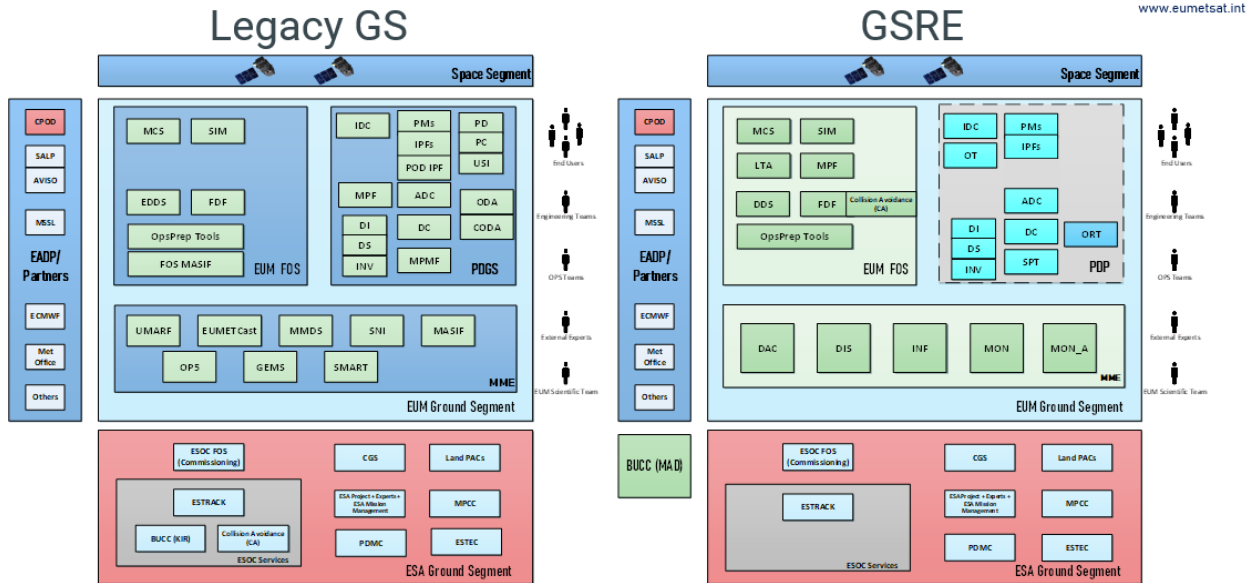 www.eumetsat.int
Legacy GS
Space Segment
CPOD
SALP
AVISO
MSSL
EADP/
Partners
ECMWF
Met
Office
Others
MCS
SIM
EDDS
FDF
OpsPrep Tools
FOS MASIF
EUM FOS
IDC
PMs
IPFs
POD IPF
PD
PC
USI
MPF
ADC
ODA
DI
DS
INV
DC
CODA
MPMF
PDGS
UMARF
EUMETCast
MMDS
SNI
MASIF
OPS
GEMS
SMART
MME
EUM Ground Segment
End Users
Engineering Teams
OPS Teams
External Experts
EUM Scientific Team
ESOC FOS
(Commissioning)
CGS
Land PACs
ESTRACK
ESA Project + Experts +
ESA Mission
Management
MPCC
BUCC (KIR)
Collision Avoidance
(CA)
PDMC
ESTEC
ESOC Services
ESA Ground Segment
GSRE
Space Segment
CPOD
SALP
AVISO
MSSL
EADP/
Partners
ECMWF
Met
Office
Others
BUCC (MAD)
MCS
SIM
LTA
MPF
DDS
FDF
Collision Avoidance
(CA)
OpsPrep Tools
EUM FOS
IDC
OT
PMs
IPFs
ADC
DI
DS
INV
DC
ORT
SPT
PDP
DAC
DIS
INF
MON
MON_A
MME
EUM Ground Segment
End Users
Engineering Teams
OPS Teams
External Experts
EUM Scientific Team
ESOC FOS
(Commissioning)
CGS
Land PACs
ESTRACK
ESA Project + Experts +
ESA Mission
Management
MPCC
PDMC
ESTEC
ESOC Services
ESA Ground Segment